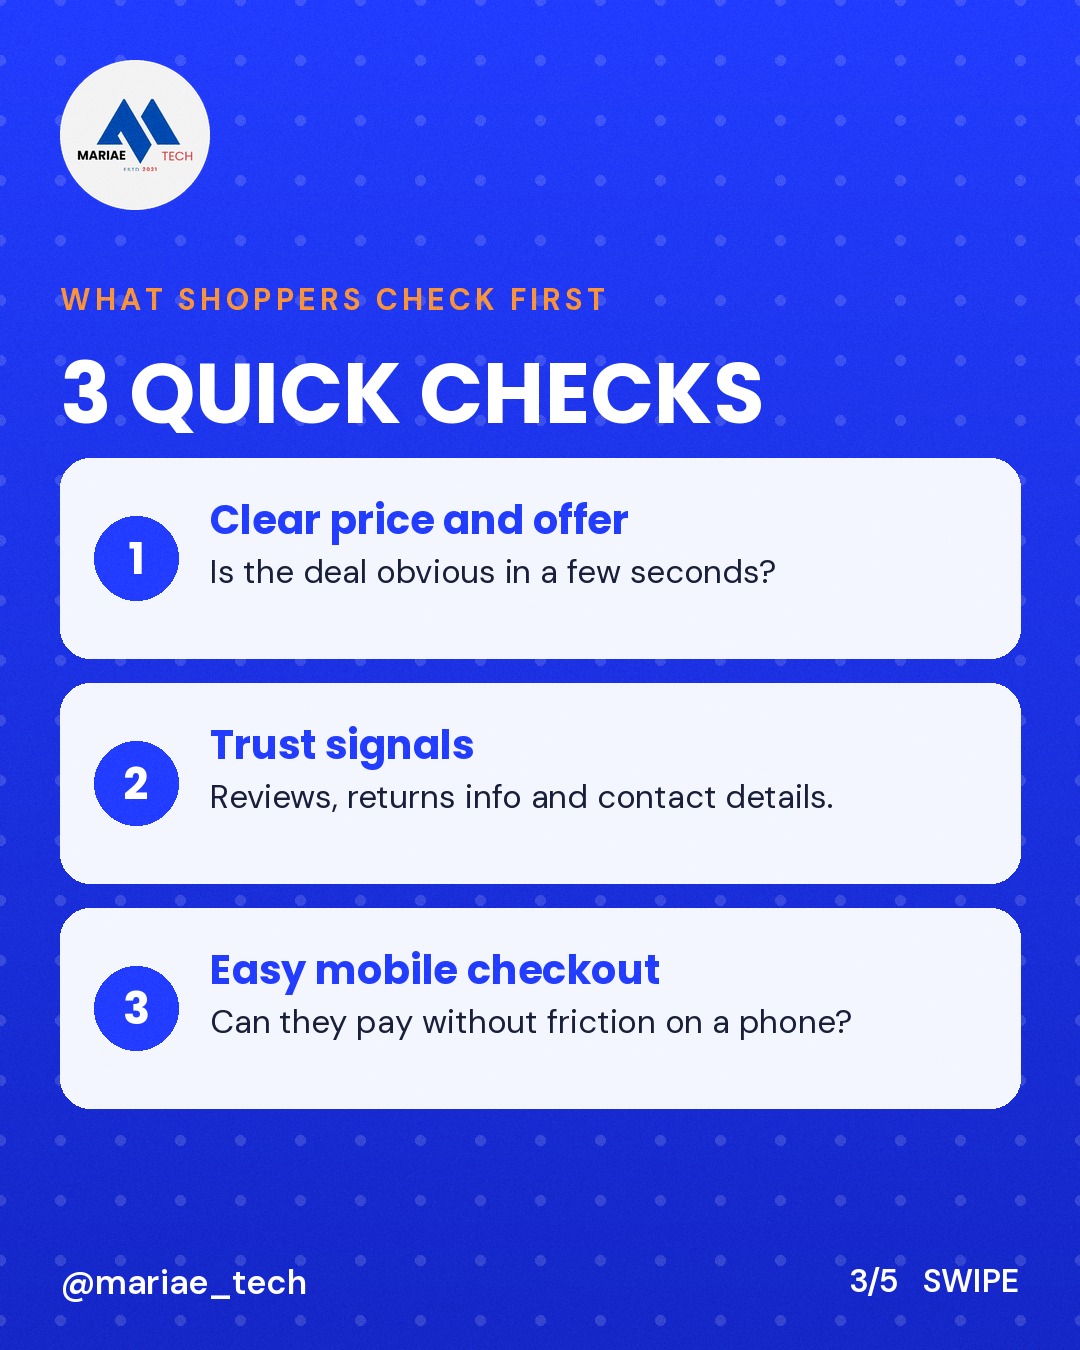 MARIAE TECH
ESTD 2021
WHAT SHOPPERS CHECK FIRST
3 QUICK CHECKS
1
Clear price and offer
Is the deal obvious in a few seconds?
2
Trust signals
Reviews, returns info and contact details.
3
Easy mobile checkout
Can they pay without friction on a phone?
@mariae_tech
3/5 SWIPE